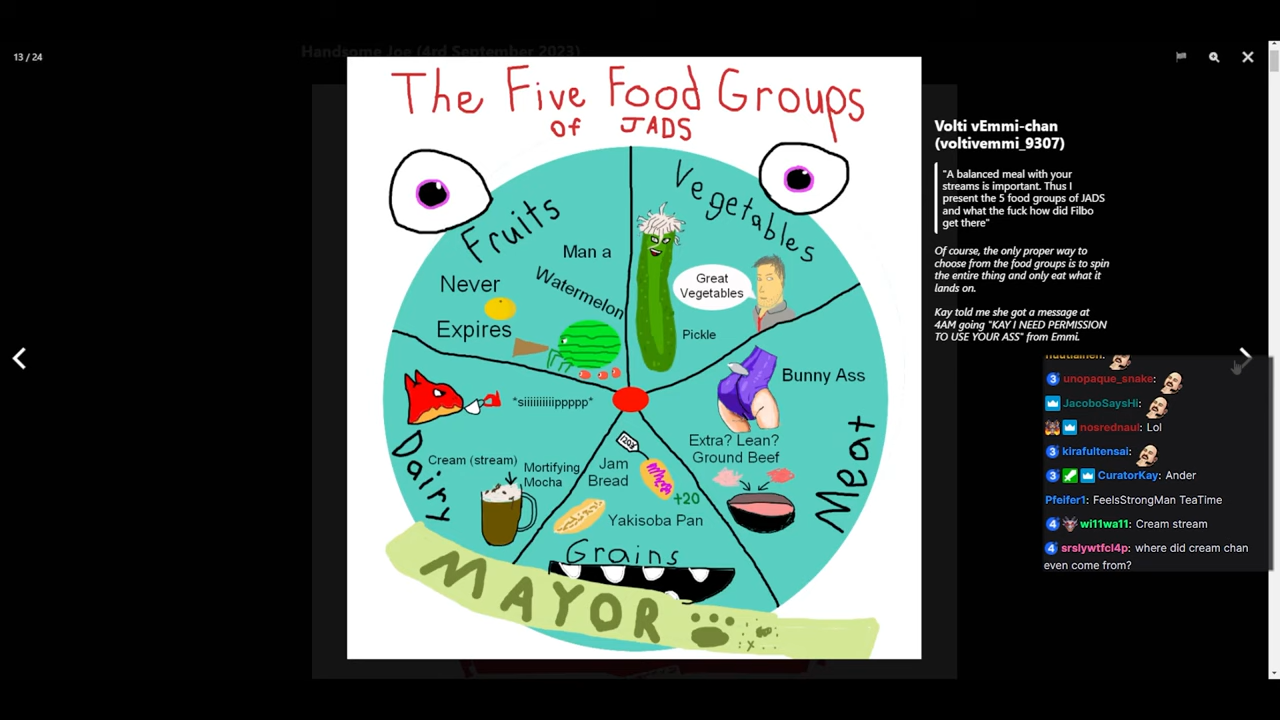 Handsome Joe (4rd September 2023)
13 / 24
The Five Food Groups
of JADS
Fruits
Man a
Watermelon
Never
Expires
Vegetables
Great
Vegetables
Pickle
Bunny Ass
Extra? Lean?
Ground Beef
Meat
*siiiiiiiiiippppp*
Cream (stream)
Mortifying
Mocha
Dairy
Jam
Bread
+20
Yakisoba Pan
Grains
MAYOR
Volti vEmmi-chan
(voltivemmi_9307)
"A balanced meal with your
streams is important. Thus I
present the 5 food groups of JADS
and what the fuck how did Filbo
get there"
Of course, the only proper way to
choose from the food groups is to spin
the entire thing and only eat what it
lands on.
Kay told me she got a message at
4AM going "KAY I NEED PERMISSION
TO USE YOUR ASS" from Emmi.
3 unopaque_snake:
JacoboSaysHi:
nosrednaul: Lol
3 kirafultensai:
3 CuratorKay: Ander
Pfeifer1: FeelsStrongMan TeaTime
4 wi11wa11: Cream stream
4 srslywtfcl4p: where did cream chan
even come from?